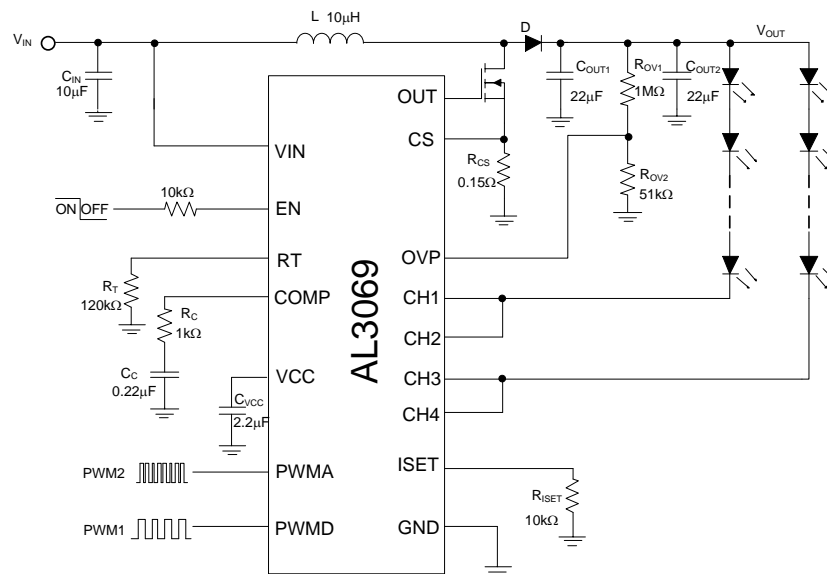 L 10μH
D
VIN
VOUT
CIN
10μF
COUT1
22μF
ROV1
1MΩ
COUT2
22μF
OUT
CS
VIN
RCS
0.15Ω
ROV2
51kΩ
10kΩ
ON OFF
EN
RT
OVP
RT
120kΩ
COMP
CH1
RC
1kΩ
CH2
AL3069
CC
0.22μF
VCC
CH3
CVCC
2.2μF
CH4
PWM2
PWMA
ISET
RISET
10kΩ
PWM1
PWMD
GND